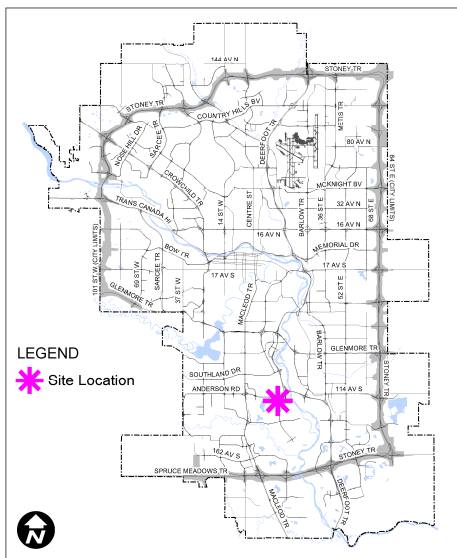 144 AV N
STONEY TR
STONEY TR
COUNTRY HILLS BV
METIS TR
NOSE HILL DR
SARCEE TR
DEERFOOT TR
80 AV N
CROWCHILD TR
MCKNIGHT BV
84 ST E (CITY LIMITS)
TRANS CANADA HI
14 ST W
CENTRE ST
BARLOW TR
36 ST E
32 AV N
68 ST E
16 AV N
16 AV N
101 ST W (CITY LIMITS)
BOW TR
MEMORIAL DR
69 ST W
SARCEE TR
37 ST W
17 AV S
17 AV S
52 ST E
GLENMORE TR
MACLEOD TR
BARLOW TR
GLENMORE TR
LEGEND
Site Location
SOUTHLAND DR
STONEY TR
ANDERSON RD
114 AV S
162 AV S
STONEY TR
SPRUCE MEADOWS TR
MACLEOD TR
DEERFOOT TR
N